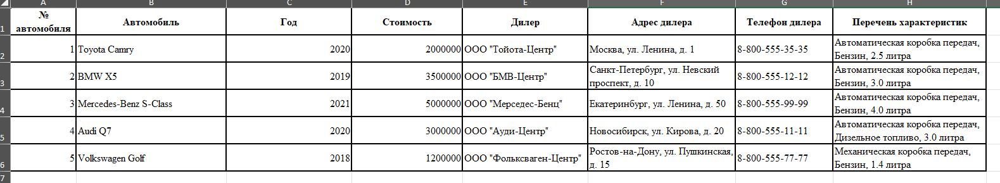 A B C D E F G H
№ автомобиля Автомобиль Год Стоимость Дилер Адрес дилера Телефон дилера Перечень характеристик
1
1 Toyota Camry 2020 2000000 ООО "Тойота-Центр" Москва, ул. Ленина, д. 1 8-800-555-35-35 Автоматическая коробка передач,
Бензин, 2.5 литра
2
2 BMW X5 2019 3500000 ООО "БМВ-Центр" Санкт-Петербург, ул. Невский проспект, д. 10 8-800-555-12-12 Автоматическая коробка передач,
Бензин, 3.0 литра
3
3 Mercedes-Benz S-Class 2021 5000000 ООО "Мерседес-Бенц" Екатеринбург, ул. Ленина, д. 50 8-800-555-99-99 Автоматическая коробка передач,
Бензин, 4.0 литра
4
4 Audi Q7 2020 3000000 ООО "Ауди-Центр" Новосибирск, ул. Кирова, д. 20 8-800-555-11-11 Автоматическая коробка передач,
Дизельное топливо, 3.0 литра
5
5 Volkswagen Golf 2018 1200000 ООО "Фольксваген-Центр" Ростов-на-Дону, ул. Пушкинская, д. 15 8-800-555-77-77 Механическая коробка передач,
Бензин, 1.4 литра
6
7